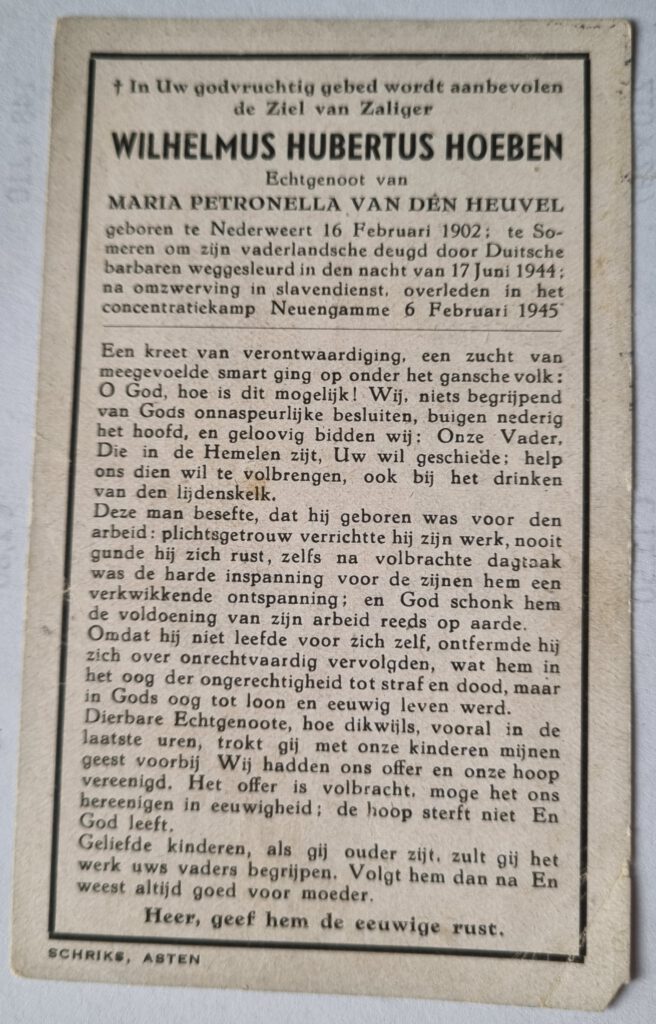 † In Uw godvruchtig gebed wordt aanbevolen
de Ziel van Zaliger
WILHELMUS HUBERTUS HOEBEN
Echtgenoot van
MARIA PETRONELLA VAN DÉN HEUVEL
geboren te Nederweert 16 Februari 1902; te So-
meren om zijn vaderlandsche deugd door Duitsche
barbaren weggesleurd in den nacht van 17 Juni 1944;
na omzwerving in slavendienst, overleden in het
concentratiekamp Neuengamme 6 Februari 1945
Een kreet van verontwaardiging, een zucht van
meegevoelde smart ging op onder het gansche volk:
O God, hoe is dit mogelijk! Wij, niets begrijpend
van Gods onnaspeurlijke besluiten, buigen nederig
het hoofd, en geloovig bidden wij: Onze Vader,
Die in de Hemelen zijt, Uw wil geschiede; help
ons dien wil te volbrengen, ook bij het drinken
van den lijdenskelk.
Deze man besefte, dat hij geboren was voor den
arbeid: plichtsgetrouw verrichtte hij zijn werk, nooit
gunde hij zich rust, zelfs na volbrachte dagtaak
was de harde inspanning voor de zijnen hem een
verkwikkende ontspanning; en God schonk hem
de voldoening van zijn arbeid reeds op aarde.
Omdat hij niet leefde voor zich zelf, ontfermde hij
zich over onrechtvaardig vervolgden, wat hem in
het oog der ongerechtigheid tot straf en dood, maar
in Gods oog tot loon en eeuwig leven werd.
Dierbare Echtgenoote, hoe dikwijls, vooral in de
laatste uren, trokt gij met onze kinderen mijnen
geest voorbij Wij hadden ons offer en onze hoop
vereenigd. Het offer is volbracht, moge het ons
hereenigen in eeuwigheid; de hoop sterft niet En
God leeft.
Geliefde kinderen, als gij ouder zijt, zult gij het
werk uws vaders begrijpen. Volgt hem dan na En
weest altijd goed voor moeder.
Heer, geef hem de eeuwige rust.
SCHRIKS, ASTEN